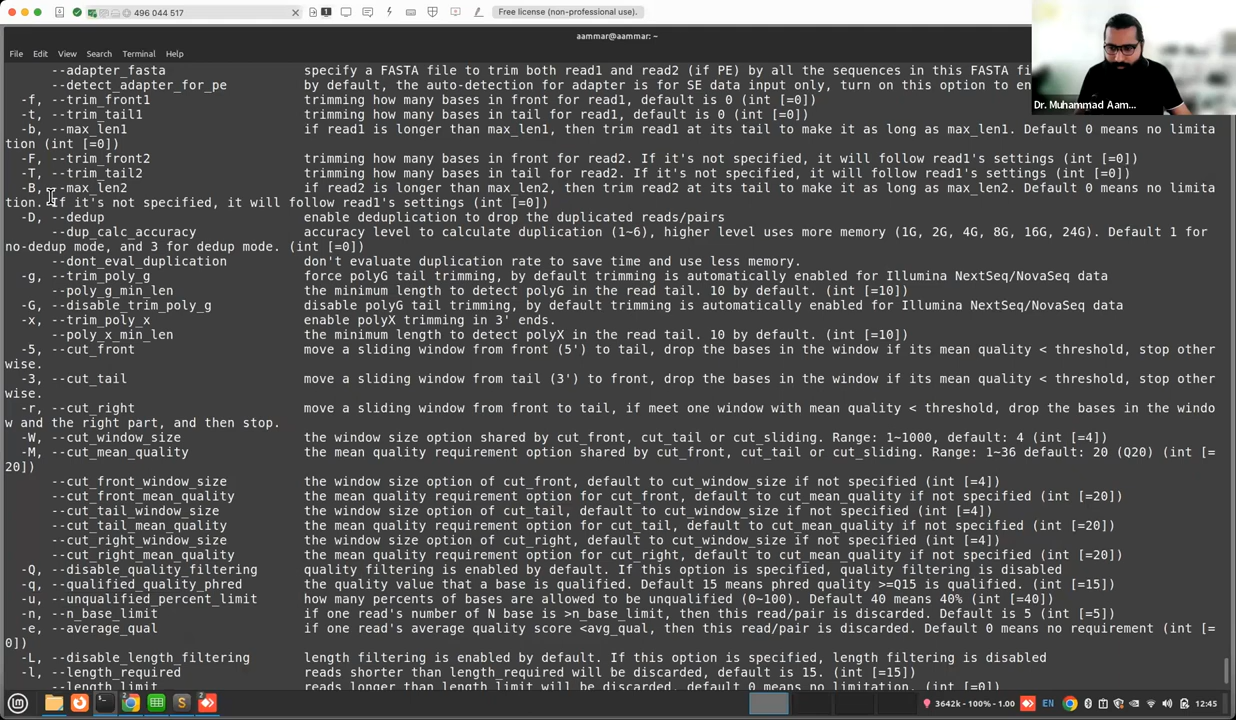 496 044 517
1
Free license (non-professional use).
aammar@aammar: ~
File Edit View Search Terminal Help
Dr. Muhammad Aam...
--adapter_fasta specify a FASTA file to trim both read1 and read2 (if PE) by all the sequences in this FASTA fi
--detect_adapter_for_pe by default, the auto-detection for adapter is for SE data input only, turn on this option to en
-f, --trim_front1 trimming how many bases in front for read1, default is 0 (int [=0])
-t, --trim_tail1 trimming how many bases in tail for read1, default is 0 (int [=0])
-b, --max_len1 if read1 is longer than max_len1, then trim read1 at its tail to make it as long as max_len1. Default 0 means no limita
tion (int [=0])
-F, --trim_front2 trimming how many bases in front for read2. If it's not specified, it will follow read1's settings (int [=0])
-T, --trim_tail2 trimming how many bases in tail for read2. If it's not specified, it will follow read1's settings (int [=0])
-B, --max_len2 if read2 is longer than max_len2, then trim read2 at its tail to make it as long as max_len2. Default 0 means no limita
tion. If it's not specified, it will follow read1's settings (int [=0])
-D, --dedup enable deduplication to drop the duplicated reads/pairs
--dup_calc_accuracy accuracy level to calculate duplication (1~6), higher level uses more memory (1G, 2G, 4G, 8G, 16G, 24G). Default 1 for
no-dedup mode, and 3 for dedup mode. (int [=0])
--dont_eval_duplication don't evaluate duplication rate to save time and use less memory.
-g, --trim_poly_g force polyG tail trimming, by default trimming is automatically enabled for Illumina NextSeq/NovaSeq data
--poly_g_min_len the minimum length to detect polyG in the read tail. 10 by default. (int [=10])
-G, --disable_trim_poly_g disable polyG tail trimming, by default trimming is automatically enabled for Illumina NextSeq/NovaSeq data
-x, --trim_poly_x enable polyX trimming in 3' ends.
--poly_x_min_len the minimum length to detect polyX in the read tail. 10 by default. (int [=10])
-5, --cut_front move a sliding window from front (5') to tail, drop the bases in the window if its mean quality < threshold, stop other
wise.
-3, --cut_tail move a sliding window from tail (3') to front, drop the bases in the window if its mean quality < threshold, stop other
wise.
-r, --cut_right move a sliding window from front to tail, if meet one window with mean quality < threshold, drop the bases in the windo
w and the right part, and then stop.
-W, --cut_window_size the window size option shared by cut_front, cut_tail or cut_sliding. Range: 1~1000, default: 4 (int [=4])
-M, --cut_mean_quality the mean quality requirement option shared by cut_front, cut_tail or cut_sliding. Range: 1~36 default: 20 (Q20) (int [=
20])
--cut_front_window_size the window size option of cut_front, default to cut_window_size if not specified (int [=4])
--cut_front_mean_quality the mean quality requirement option for cut_front, default to cut_mean_quality if not specified (int [=20])
--cut_tail_window_size the window size option of cut_tail, default to cut_window_size if not specified (int [=4])
--cut_tail_mean_quality the mean quality requirement option for cut_tail, default to cut_mean_quality if not specified (int [=20])
--cut_right_window_size the window size option of cut_right, default to cut_window_size if not specified (int [=4])
--cut_right_mean_quality the mean quality requirement option for cut_right, default to cut_mean_quality if not specified (int [=20])
-Q, --disable_quality_filtering quality filtering is enabled by default. If this option is specified, quality filtering is disabled
-q, --qualified_quality_phred the quality value that a base is qualified. Default 15 means phred quality >=Q15 is qualified. (int [=15])
-u, --unqualified_percent_limit how many percents of bases are allowed to be unqualified (0~100). Default 40 means 40% (int [=40])
-n, --n_base_limit if one read's number of N base is >n_base_limit, then this read/pair is discarded. Default is 5 (int [=5])
-e, --average_qual if one read's average quality score <avg_qual, then this read/pair is discarded. Default 0 means no requirement (int [=
0])
-L, --disable_length_filtering length filtering is enabled by default. If this option is specified, length filtering is disabled
-l, --length_required reads shorter than length_required will be discarded, default is 15. (int [=15])
--length_limit reads longer than length_limit will be discarded, default 0 means no limitation. (int [=0])
3642k - 100% - 1.00 EN 100% 12:45